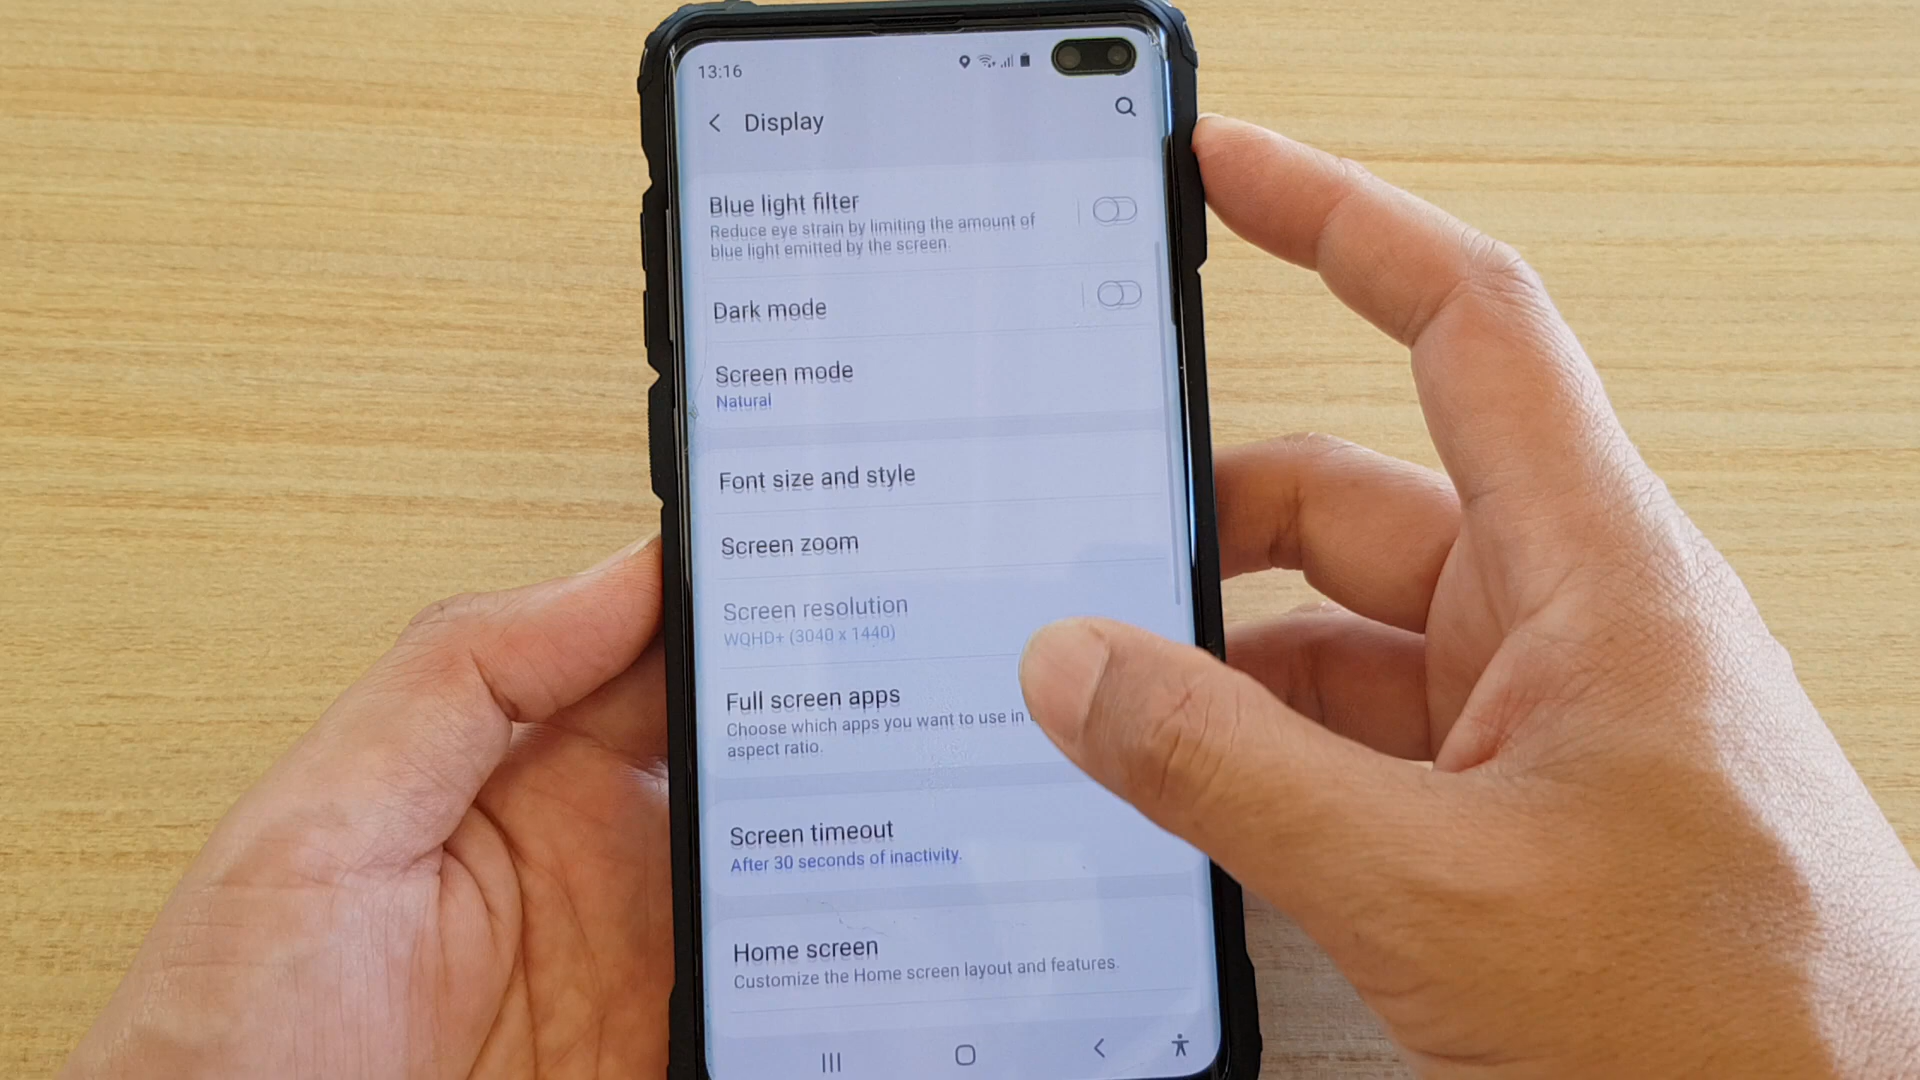 13:16
Display
Blue light filter
Reduce eye strain by limiting the amount of
blue light emitted by the screen.
Dark mode
Screen mode
Natural
Font size and style
Screen zoom
Screen resolution
WQHD+ (3040 x 1440)
Full screen apps
Choose which apps you want to use in
aspect ratio.
Screen timeout
After 30 seconds of inactivity.
Home screen
Customize the Home screen layout and features.